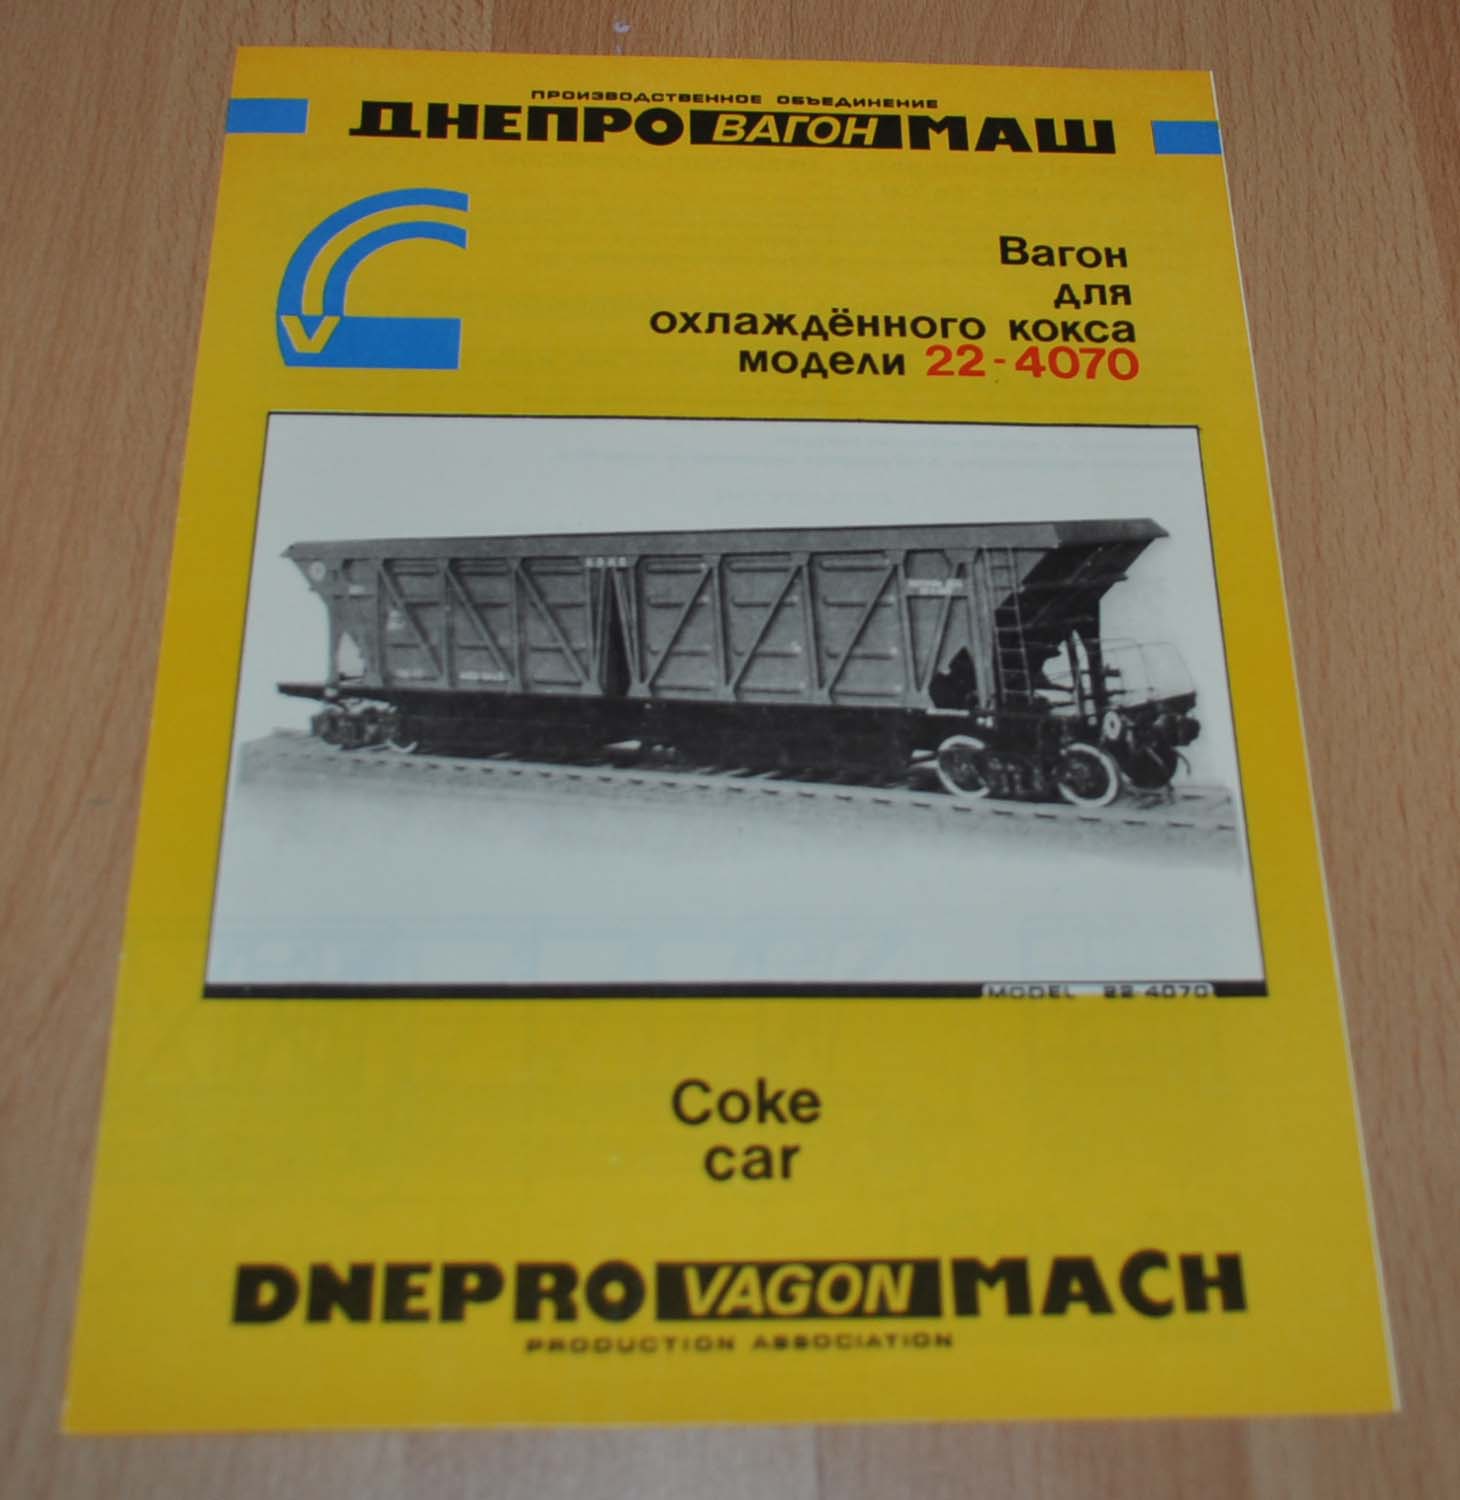 ПРОИЗВОДСТВЕННОЕ ОБЪЕДИНЕНИЕ
ДНЕПРОВАГОНМАШ
V
Вагон
для
охлаждённого кокса
модели 22-4070
MODEL 22-4070
Coke
car
DNEPROVAGONMACH
PRODUCTION ASSOCIATION